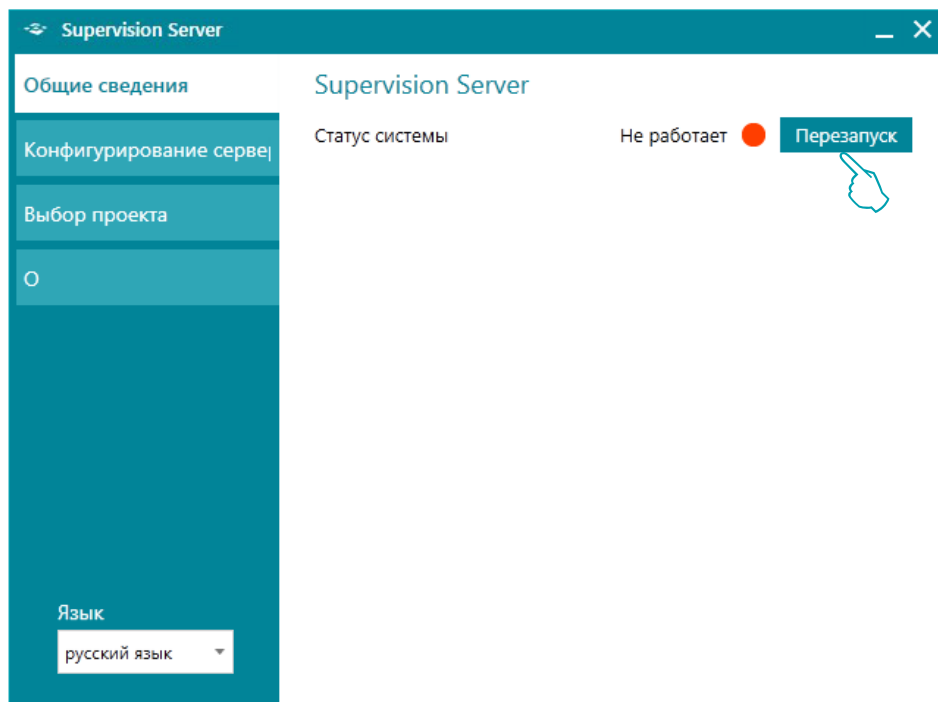 Supervision Server
Общие сведения
Supervision Server
Статус системы Не работает Перезапуск
Конфигурирование сервер
Выбор проекта
О
Язык
русский язык